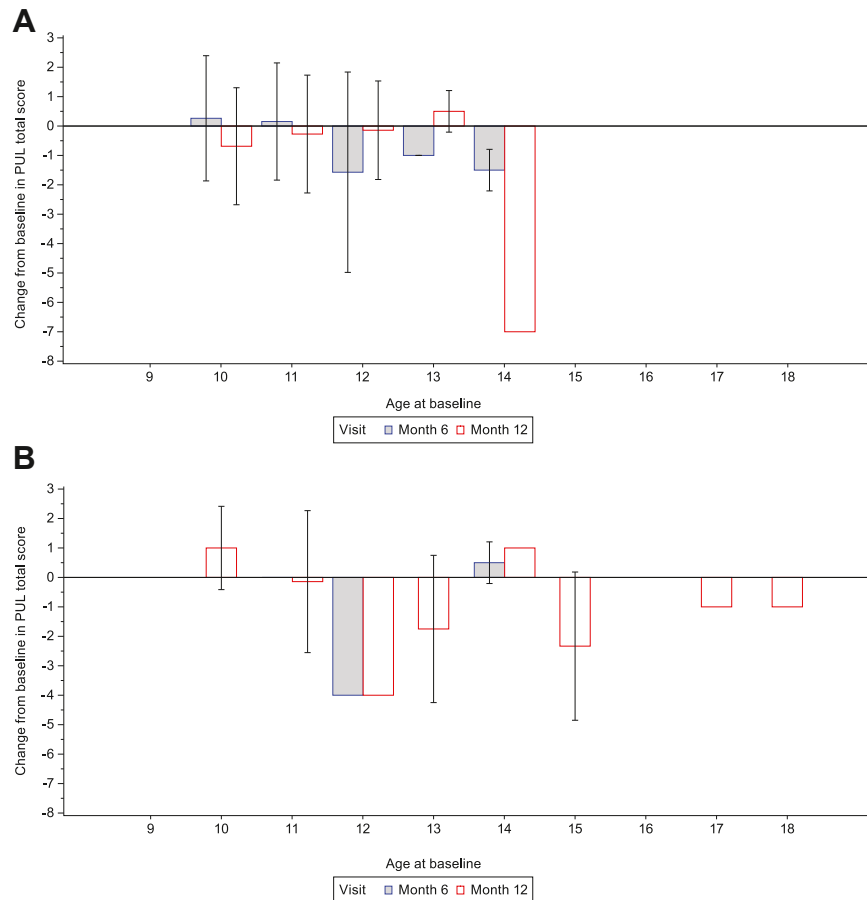 A
Change from baseline in PUL total score
3
2
1
0
-1
-2
-3
-4
-5
-6
-7
-8
9 10 11 12 13 14 15 16 17 18
Age at baseline
Visit Month 6 Month 12
B
Change from baseline in PUL total score
3
2
1
0
-1
-2
-3
-4
-5
-6
-7
-8
9 10 11 12 13 14 15 16 17 18
Age at baseline
Visit Month 6 Month 12